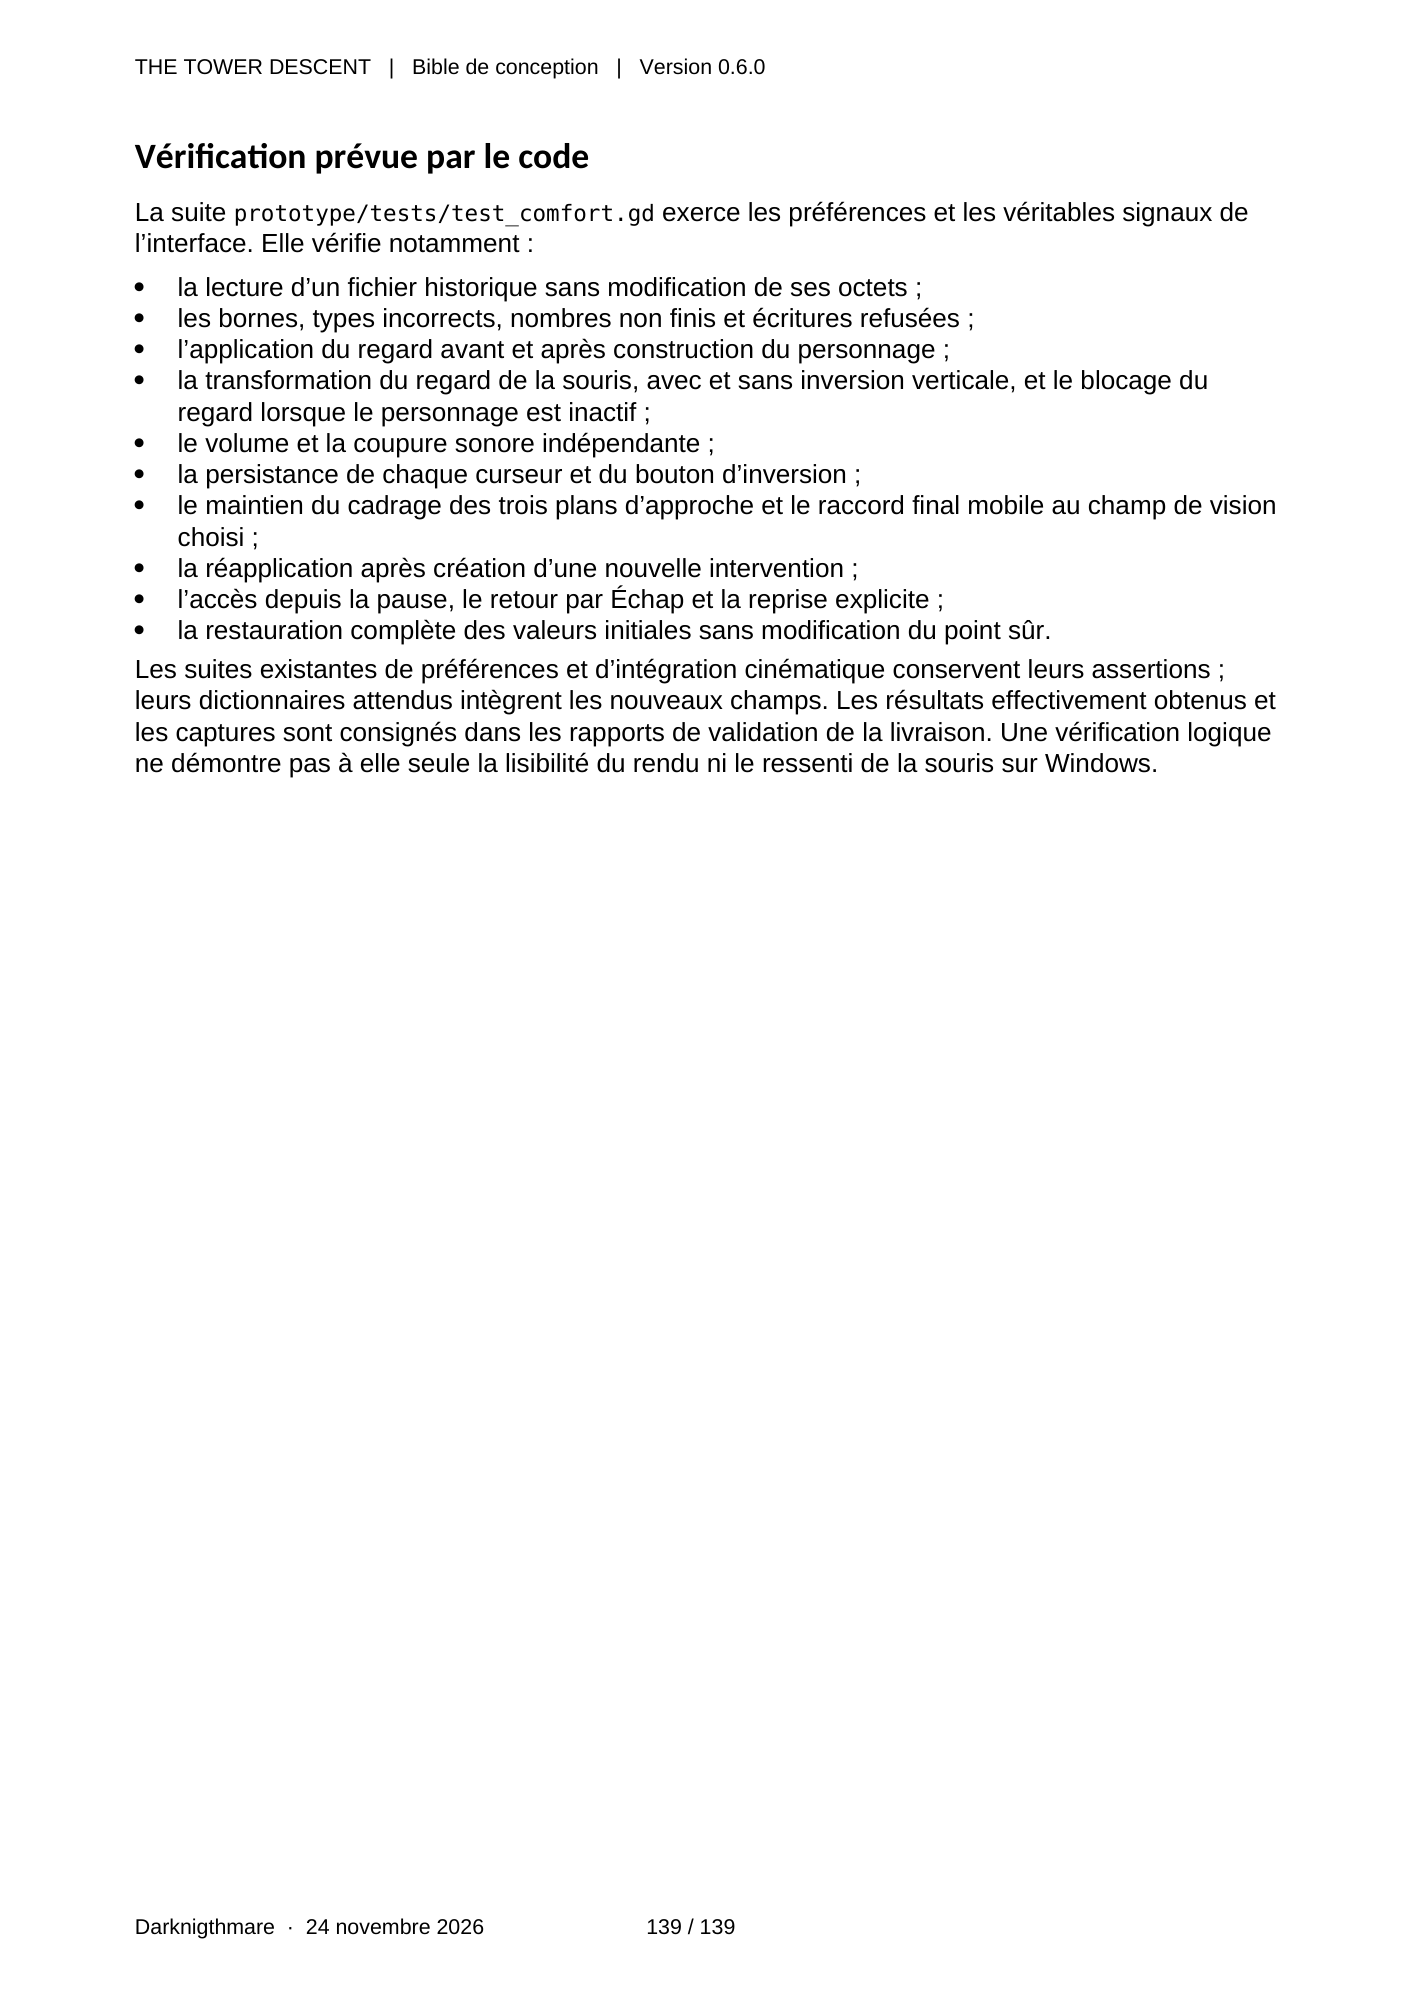 THE TOWER DESCENT | Bible de conception | Version 0.6.0
Vérification prévue par le code
La suite prototype/tests/test_comfort.gd exerce les préférences et les véritables signaux de
l’interface. Elle vérifie notamment :
• la lecture d’un fichier historique sans modification de ses octets ;
• les bornes, types incorrects, nombres non finis et écritures refusées ;
• l’application du regard avant et après construction du personnage ;
• la transformation du regard de la souris, avec et sans inversion verticale, et le blocage du
regard lorsque le personnage est inactif ;
• le volume et la coupure sonore indépendante ;
• la persistance de chaque curseur et du bouton d’inversion ;
• le maintien du cadrage des trois plans d’approche et le raccord final mobile au champ de vision
choisi ;
• la réapplication après création d’une nouvelle intervention ;
• l’accès depuis la pause, le retour par Échap et la reprise explicite ;
• la restauration complète des valeurs initiales sans modification du point sûr.
Les suites existantes de préférences et d’intégration cinématique conservent leurs assertions ;
leurs dictionnaires attendus intègrent les nouveaux champs. Les résultats effectivement obtenus et
les captures sont consignés dans les rapports de validation de la livraison. Une vérification logique
ne démontre pas à elle seule la lisibilité du rendu ni le ressenti de la souris sur Windows.
Darknigthmare · 24 novembre 2026 139 / 139